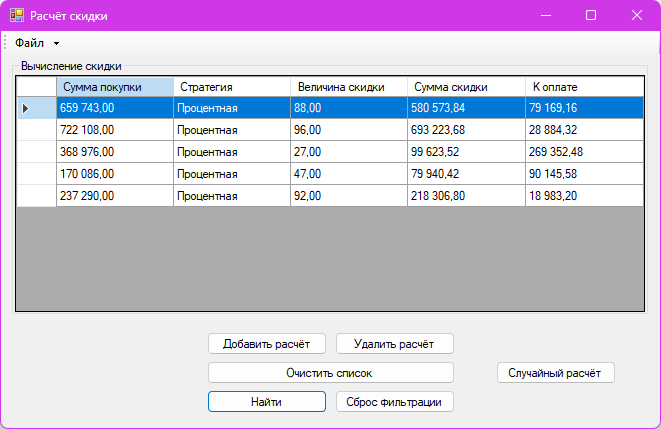 Расчёт скидки
Файл
Вычисление скидки
Сумма покупки Стратегия Величина скидки Сумма скидки К оплате
659 743,00 Процентная 88,00 580 573,84 79 169,16
722 108,00 Процентная 96,00 693 223,68 28 884,32
368 976,00 Процентная 27,00 99 623,52 269 352,48
170 086,00 Процентная 47,00 79 940,42 90 145,58
237 290,00 Процентная 92,00 218 306,80 18 983,20
Добавить расчёт Удалить расчёт
Очистить список Случайный расчёт
Найти Сброс Фильтрации